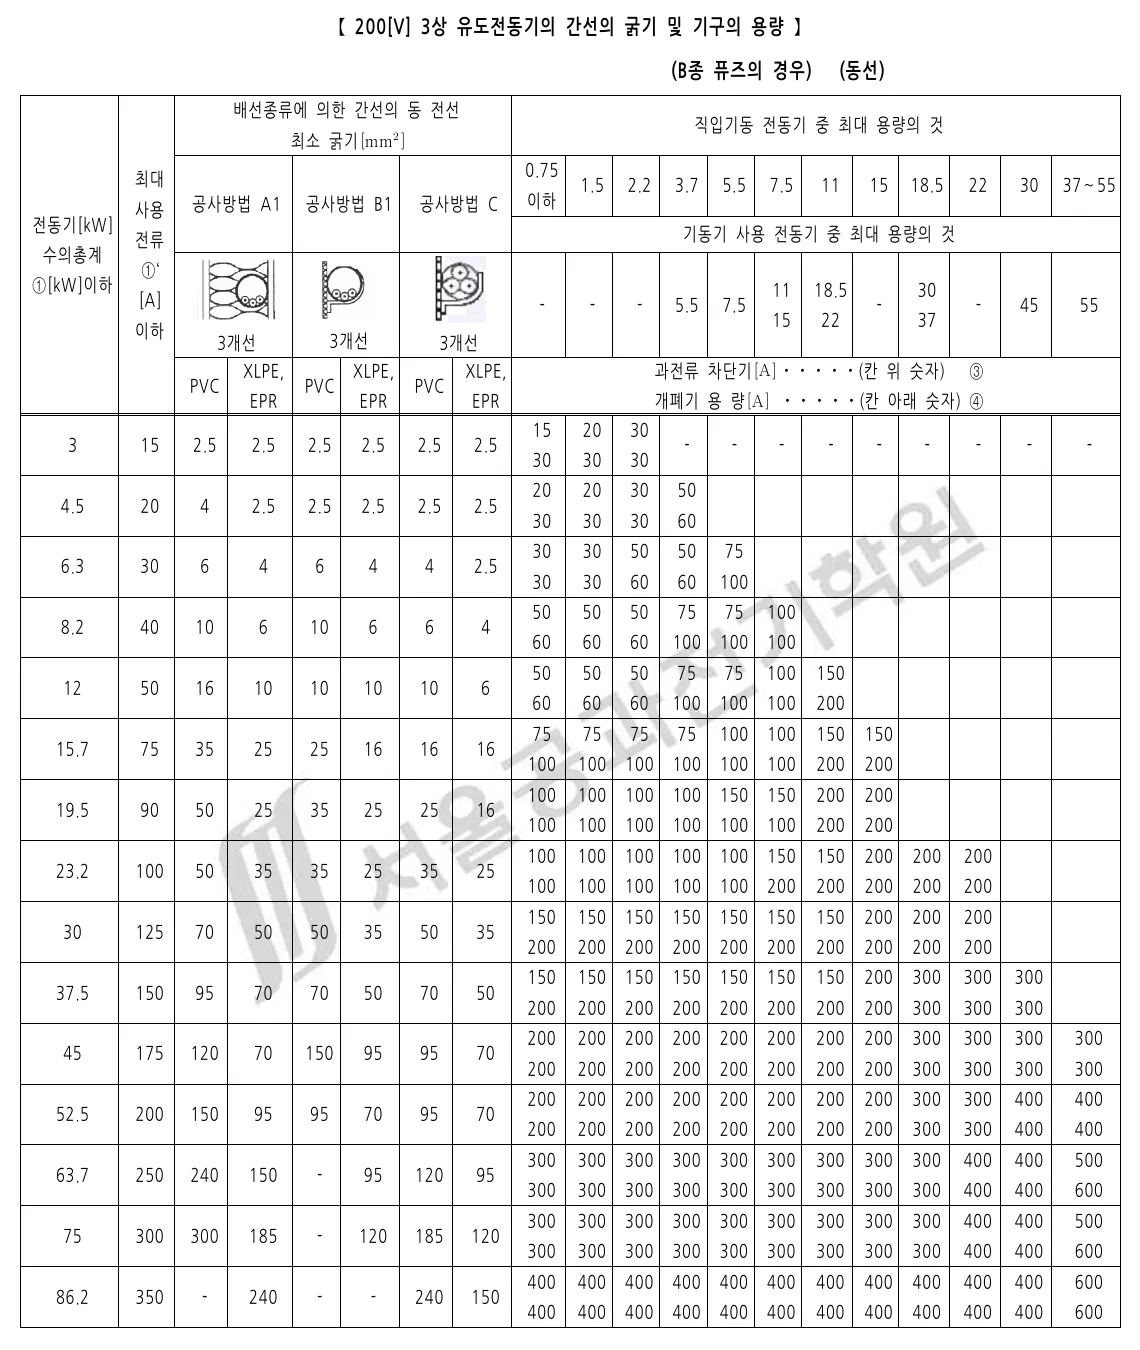 【 200[V] 3상 유도전동기의 간선의 굵기 및 기구의 용량 】
(B종 퓨즈의 경우) (동선)
전동기[kW]
수의총계
①[kW]이하
최대
사용
전류
①‘
[A]
이하
배선종류에 의한 간선의 동 전선
최소 굵기[mm²]
직입기동 전동기 중 최대 용량의 것
공사방법 A1 공사방법 B1 공사방법 C
0.75
이하 1.5 2.2 3.7 5.5 7.5 11 15 18.5 22 30 37~55
기동기 사용 전동기 중 최대 용량의 것
3개선 3개선 3개선
- - - 5.5 7.5 11 18.5 - 30 - 45 55
15 22 37
PVC XLPE, PVC XLPE, PVC XLPE,
EPR EPR EPR
과전류 차단기[A]·····(칸 위 숫자) ③
개폐기 용 량[A] ·····(칸 아래 숫자) ④
15 20 30
3 15 2.5 2.5 2.5 2.5 2.5 2.5 - - - - - - - - -
30 30 30
20 20 30 50
4.5 20 4 2.5 2.5 2.5 2.5 2.5
30 30 30 60
30 30 50 50 75
6.3 30 6 4 6 4 4 2.5
30 30 60 60 100
50 50 50 75 75 100
8.2 40 10 6 10 6 6 4
60 60 60 100 100 100
50 50 50 75 75 100 150
12 50 16 10 10 10 10 6
60 60 60 100 100 100 200
75 75 75 75 100 100 150 150
15.7 75 35 25 25 16 16 16
100 100 100 100 100 100 200 200
100 100 100 100 150 150 200 200
19.5 90 50 25 35 25 25 16
100 100 100 100 100 100 200 200
100 100 100 100 100 150 150 200 200 200
23.2 100 50 35 35 25 35 25
100 100 100 100 100 200 200 200 200 200
150 150 150 150 150 150 150 200 200 200
30 125 70 50 50 35 50 35
200 200 200 200 200 200 200 200 200 200
150 150 150 150 150 150 150 200 300 300 300
37.5 150 95 70 70 50 70 50
200 200 200 200 200 200 200 200 300 300 300
200 200 200 200 200 200 200 200 300 300 300 300
45 175 120 70 150 95 95 70
200 200 200 200 200 200 200 200 300 300 300 300
200 200 200 200 200 200 200 200 300 300 400 400
52.5 200 150 95 95 70 95 70
200 200 200 200 200 200 200 200 300 300 400 400
300 300 300 300 300 300 300 300 300 400 400 500
63.7 250 240 150 - 95 120 95
300 300 300 300 300 300 300 300 300 400 400 600
300 300 300 300 300 300 300 300 300 400 400 500
75 300 300 185 - 120 185 120
300 300 300 300 300 300 300 300 300 400 400 600
400 400 400 400 400 400 400 400 400 400 400 600
86.2 350 - 240 - - 240 150
400 400 400 400 400 400 400 400 400 400 400 600
서울공과전기학원